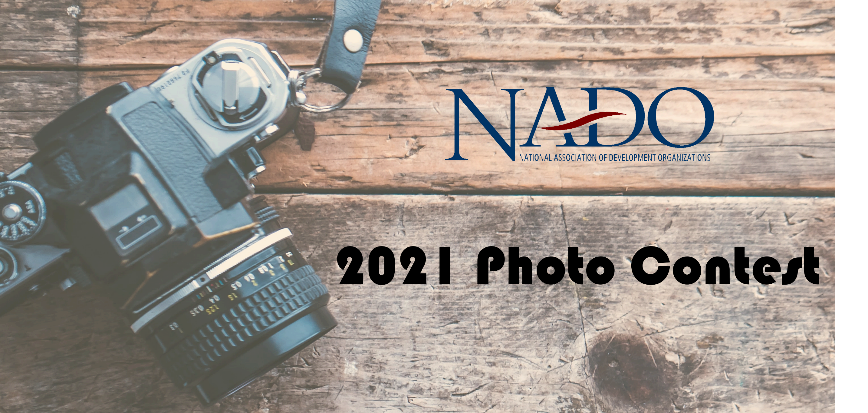 NADO
NATIONAL ASSOCIATION OF DEVELOPMENT ORGANIZATIONS
2021 Photo Contest